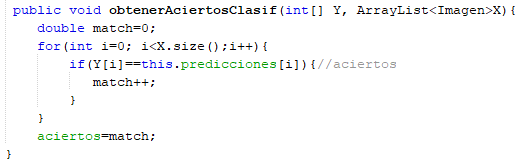 public void obtenerAciertosClasif(int[] Y, ArrayList<Imagen>X){
double match=0;
for(int i=0; i<X.size();i++){
if(Y[i]==this.predicciones[i]){//aciertos
match++;
}
}
aciertos=match;
}